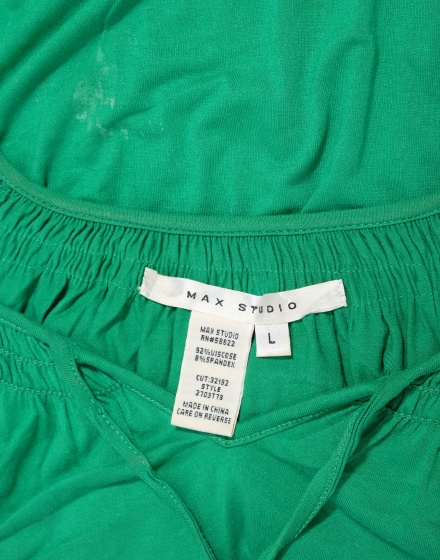 MAX STUDIO
L
MAX STUDIO
RN#58822
92%VISCOSE
8%SPANDEX
CUT:32182
STYLE
2703T79
MADE IN CHINA
CARE ON REVERSE